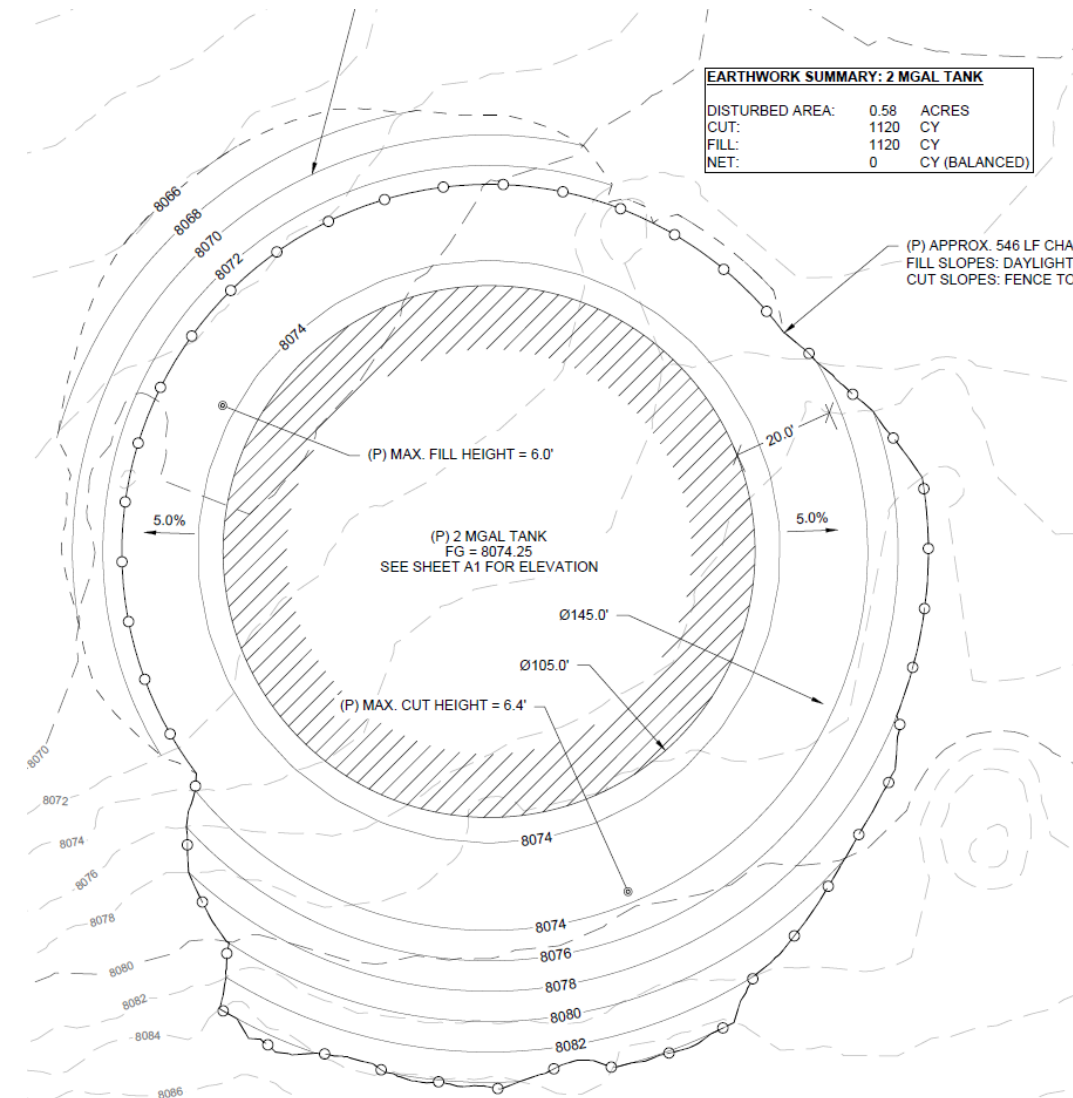 EARTHWORK SUMMARY: 2 MGAL TANK
DISTURBED AREA: 0.58 ACRES
CUT: 1120 CY
FILL: 1120 CY
NET: 0 CY (BALANCED)
8066
8068
8070
8072
(P) APPROX. 546 LF CHA
FILL SLOPES: DAYLIGHT
CUT SLOPES: FENCE TO
8074
20.0'
(P) MAX. FILL HEIGHT = 6.0'
5.0%
5.0%
(P) 2 MGAL TANK
FG = 8074.25
SEE SHEET A1 FOR ELEVATION
Ø145.0'
Ø105.0'
(P) MAX. CUT HEIGHT = 6.4'
8070
8072
8074
8074
8076
8078
8074
8076
8080
8078
8082
8080
8084
8082
8086